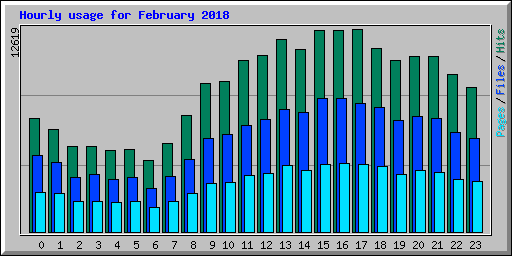 Hourly usage for February 2018
12619
Pages / Files / Hits
0 1 2 3 4 5 6 7 8 9 10 11 12 13 14 15 16 17 18 19 20 21 22 23